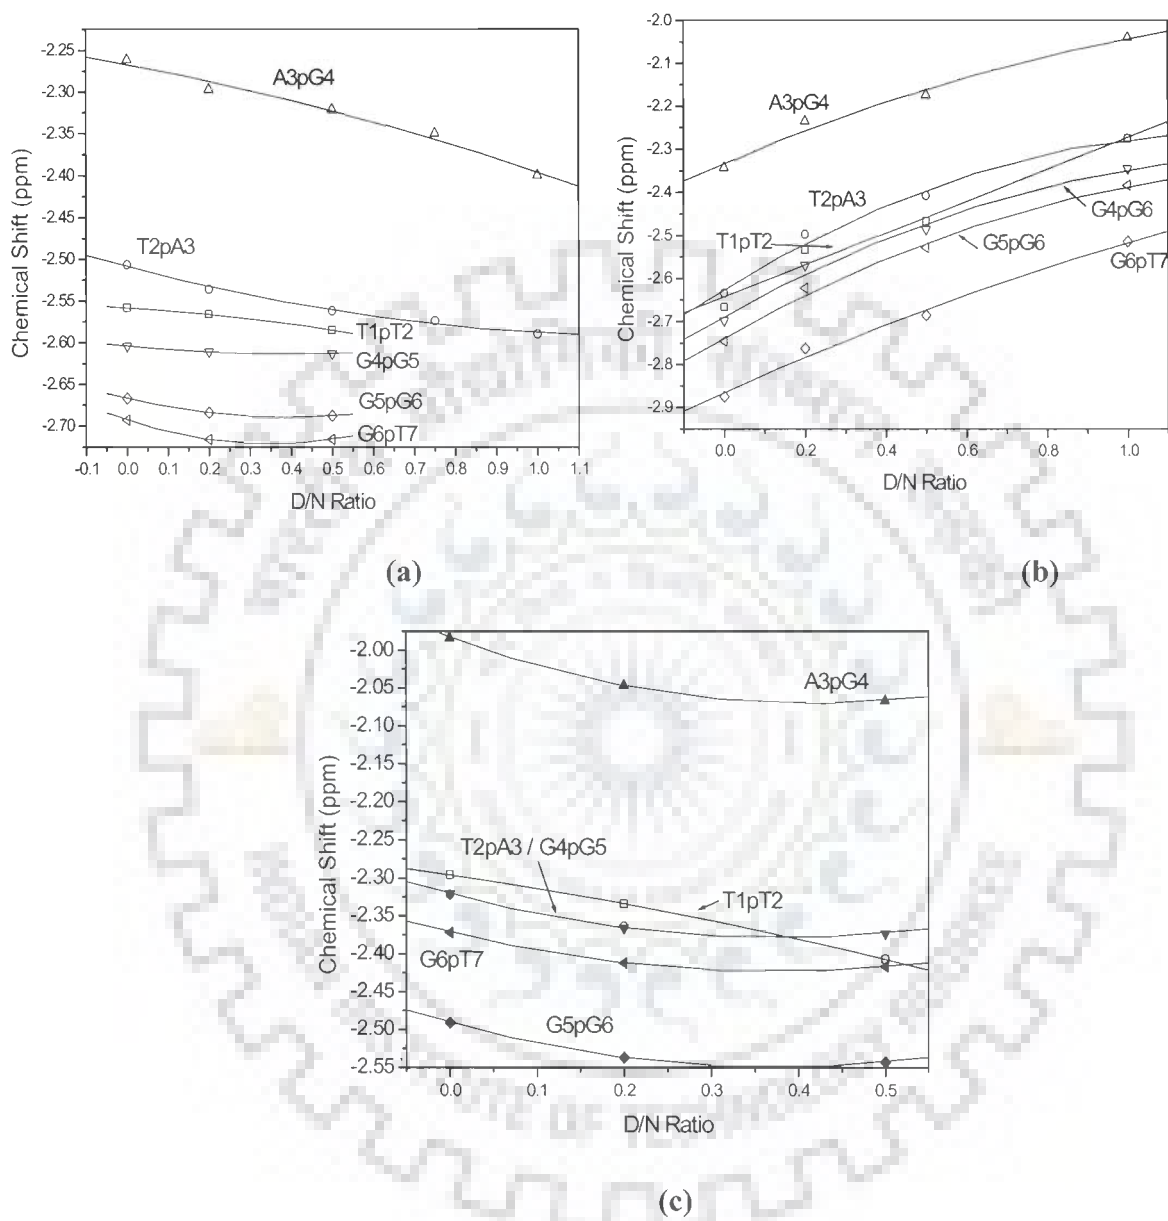 -2.25
-2.30
-2.35
-2.40
-2.45
-2.50
-2.55
-2.60
-2.65
-2.70
Chemical Shift (ppm)
A3pG4
T2pA3
T1pT2
G4pG5
G5pG6
G6pT7
-0.1 0.0 0.1 0.2 0.3 0.4 0.5 0.6 0.7 0.8 0.9 1.0 1.1
D/N Ratio
(a)
-2.0
-2.1
-2.2
-2.3
-2.4
-2.5
-2.6
-2.7
-2.8
-2.9
Chemical Shift (ppm)
A3pG4
T2pA3
T1pT2
G4pG6
G5pG6
G6pT7
0.0 0.2 0.4 0.6 0.8 1.0
D/N Ratio
(b)
-2.00
-2.05
-2.10
-2.15
-2.20
-2.25
-2.30
-2.35
-2.40
-2.45
-2.50
-2.55
Chemical Shift (ppm)
A3pG4
T2pA3 / G4pG5
T1pT2
G6pT7
G5pG6
0.0 0.1 0.2 0.3 0.4 0.5
D/N Ratio
(c)